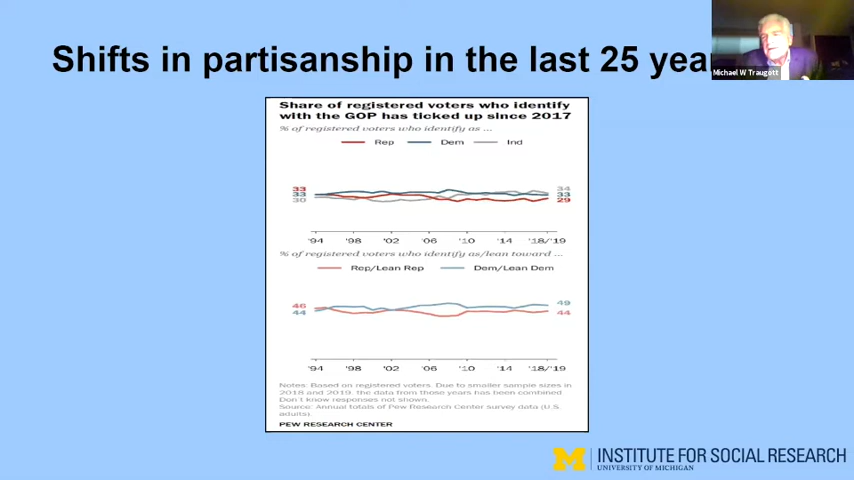 Shifts in partisanship in the last 25 yea
Michael W Traugott
Share of registered voters who identify
with the GOP has ticked up since 2017
% of registered voters who identify as ...
Rep Dem Ind
33 34
33 33
30 29
'94 '98 '02 '06 '10 '14 '18/'19
% of registered voters who identify as/lean toward ...
Rep/Lean Rep Dem/Lean Dem
46 49
44 44
'94 '98 '02 '06 '10 '14 '18/'19
Notes: Based on registered voters. Due to smaller sample sizes in
2018 and 2019, the data from those years has been combined
Don't know responses not shown.
Source: Annual totals of Pew Research Center survey data (U.S.
adults).
PEW RESEARCH CENTER
M INSTITUTE FOR SOCIAL RESEARCH
UNIVERSITY OF MICHIGAN